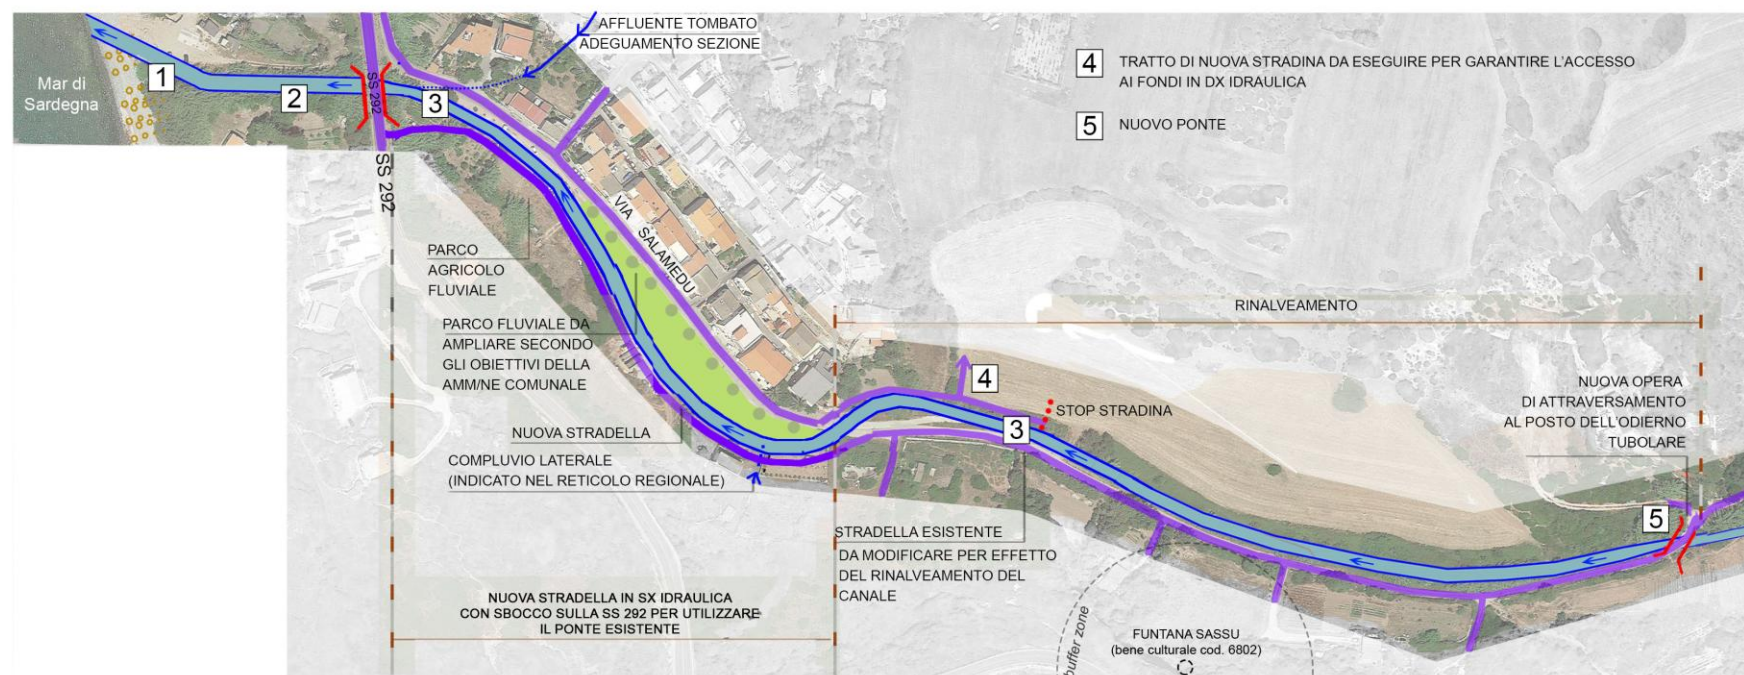 AFFLUENTE TOMBATO
ADEGUAMENTO SEZIONE
Mar di
Sardegna
1
2
SS 292
3
SS 292
4
TRATTO DI NUOVA STRADINA DA ESEGUIRE PER GARANTIRE L'ACCESSO
AI FONDI IN DX IDRAULICA
5
NUOVO PONTE
VIA SALAMEDU
PARCO
AGRICOLO
FLUVIALE
PARCO FLUVIALE DA
AMPLIARE SECONDO
GLI OBIETTIVI DELLA
AMM/NE COMUNALE
NUOVA STRADELLA
COMPLUVIO LATERALE
(INDICATO NEL RETICOLO REGIONALE)
RINALVEAMENTO
4
STOP STRADINA
3
NUOVA OPERA
DI ATTRAVERSAMENTO
AL POSTO DELL'ODIERNO
TUBOLARE
5
STRADELLA ESISTENTE
DA MODIFICARE PER EFFETTO
DEL RINALVEAMENTO DEL
CANALE
NUOVA STRADELLA IN SX IDRAULICA
CON SBOCCO SULLA SS 292 PER UTILIZZARE
IL PONTE ESISTENTE
buffer zone
FUNTANA SASSU
(bene culturale cod. 6802)